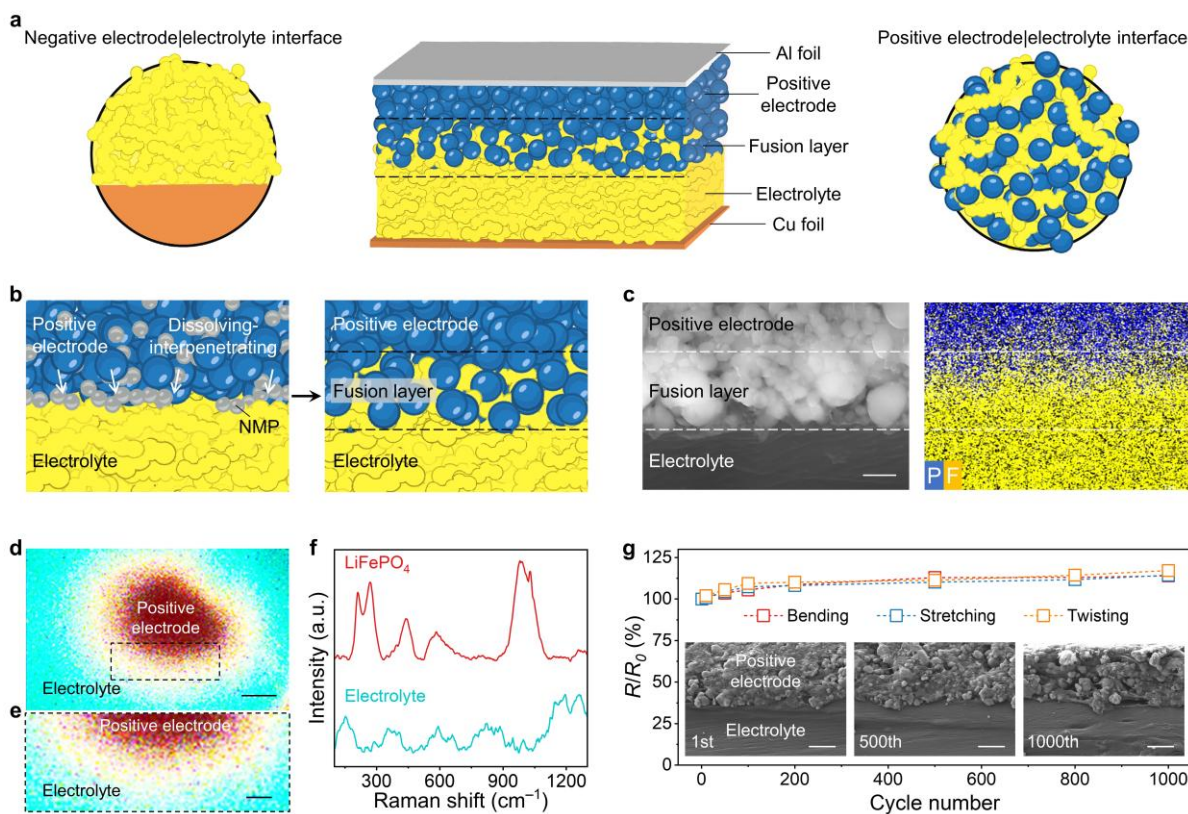 a
Negative electrode|electrolyte interface
Al foil
Positive
electrode
Fusion layer
Electrolyte
Cu foil
Positive electrode|electrolyte interface
b
Positive
electrode
Dissolving-
interpenetrating
NMP
Electrolyte
Positive electrode
Fusion layer
Electrolyte
c
Positive electrode
Fusion layer
Electrolyte
P F
d
Positive
electrode
Electrolyte
e
Positive electrode
Electrolyte
f
LiFePO₄
Electrolyte
Intensity (a.u.)
300 600 900 1200
Raman shift (cm⁻¹)
g
125
100
75
50
25
0
R/R₀ (%)
Bending Stretching Twisting
Positive
electrode
Electrolyte
1st
500th
1000th
0 200 400 600 800 1000
Cycle number